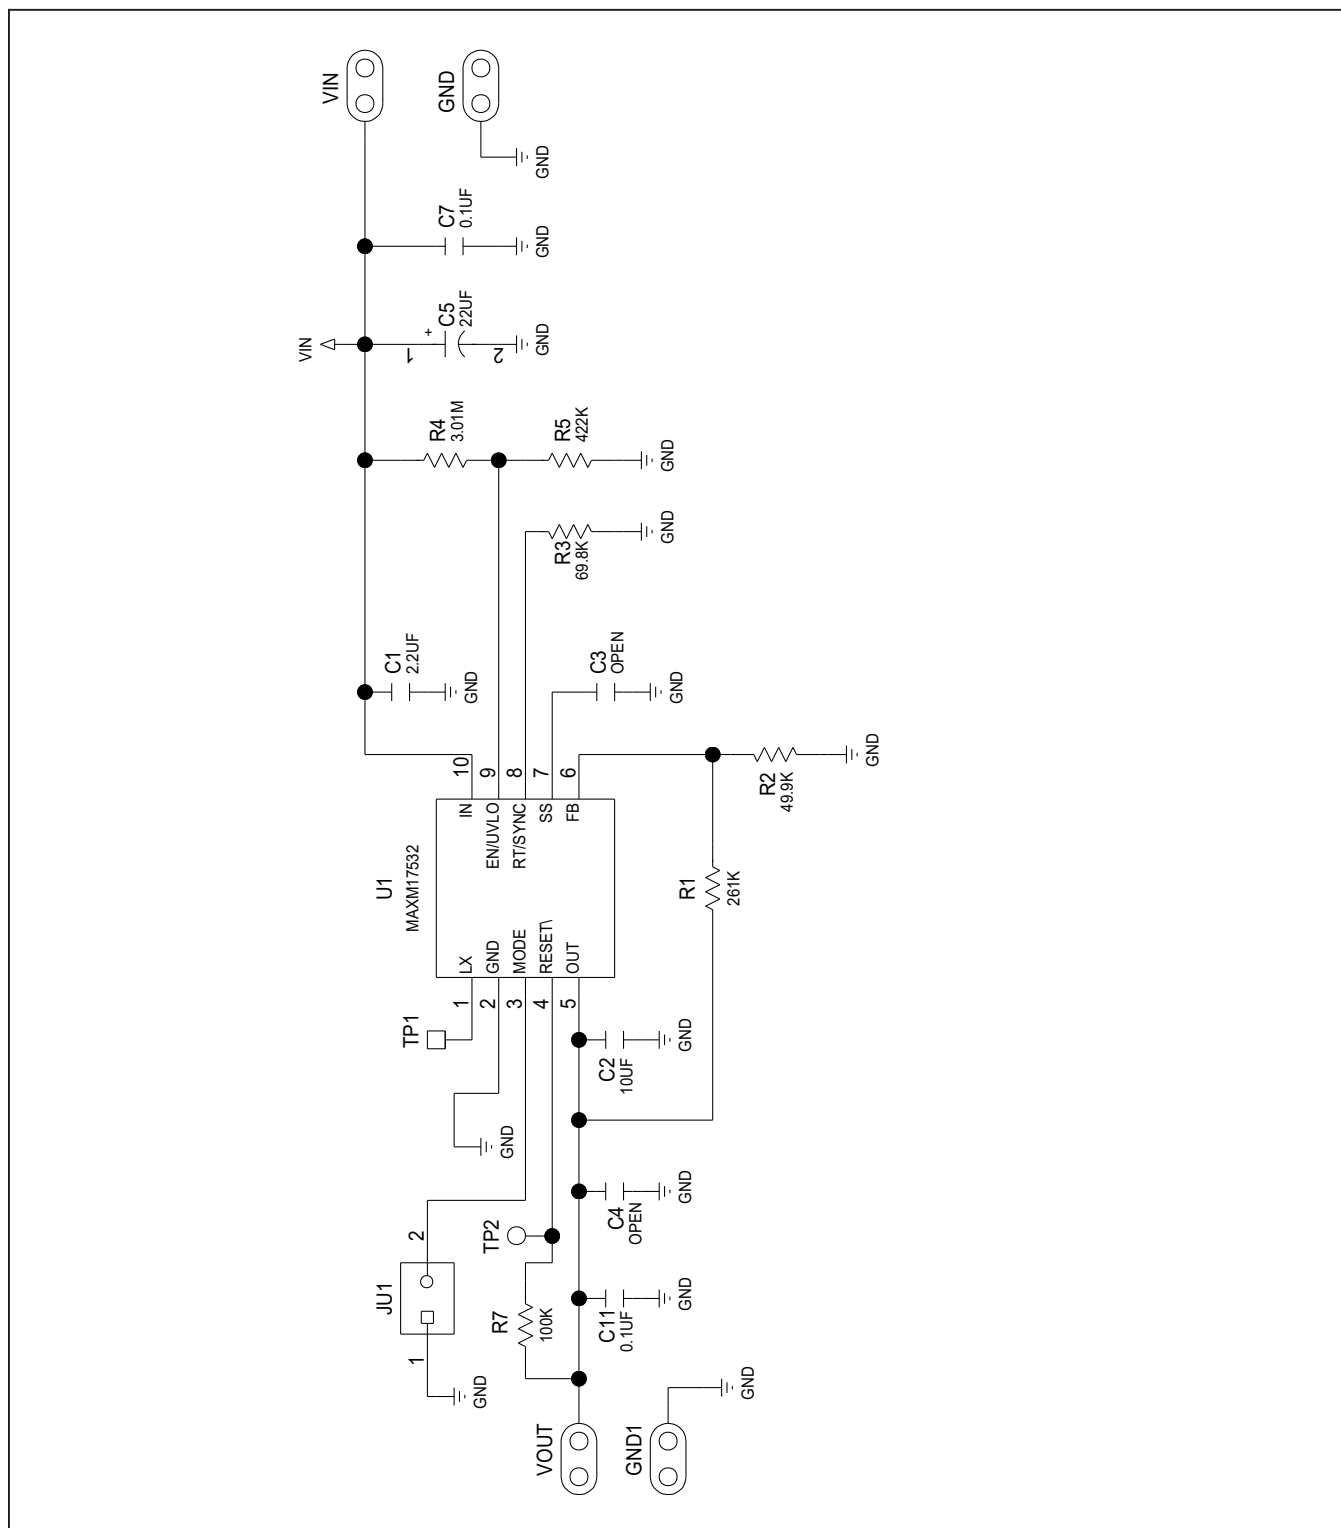 VIN
GND
GND
C7
0.1UF
GND
VIN
1
+
C5
22UF
2
GND
R4
3.01M
R5
422K
GND
R3
69.8K
GND
C1
2.2UF
GND
C3
OPEN
GND
10
9
8
7
6
R2
49.9K
GND
U1
MAXM17532
IN
EN/UVLO
RT/SYNC
SS
FB
LX
GND
MODE
RESET\
OUT
R1
261K
1
2
3
4
5
TP1
C2
10UF
GND
GND
JU1
2
1
GND
TP2
C4
OPEN
GND
R7
100K
C11
0.1UF
GND
VOUT
GND1
GND